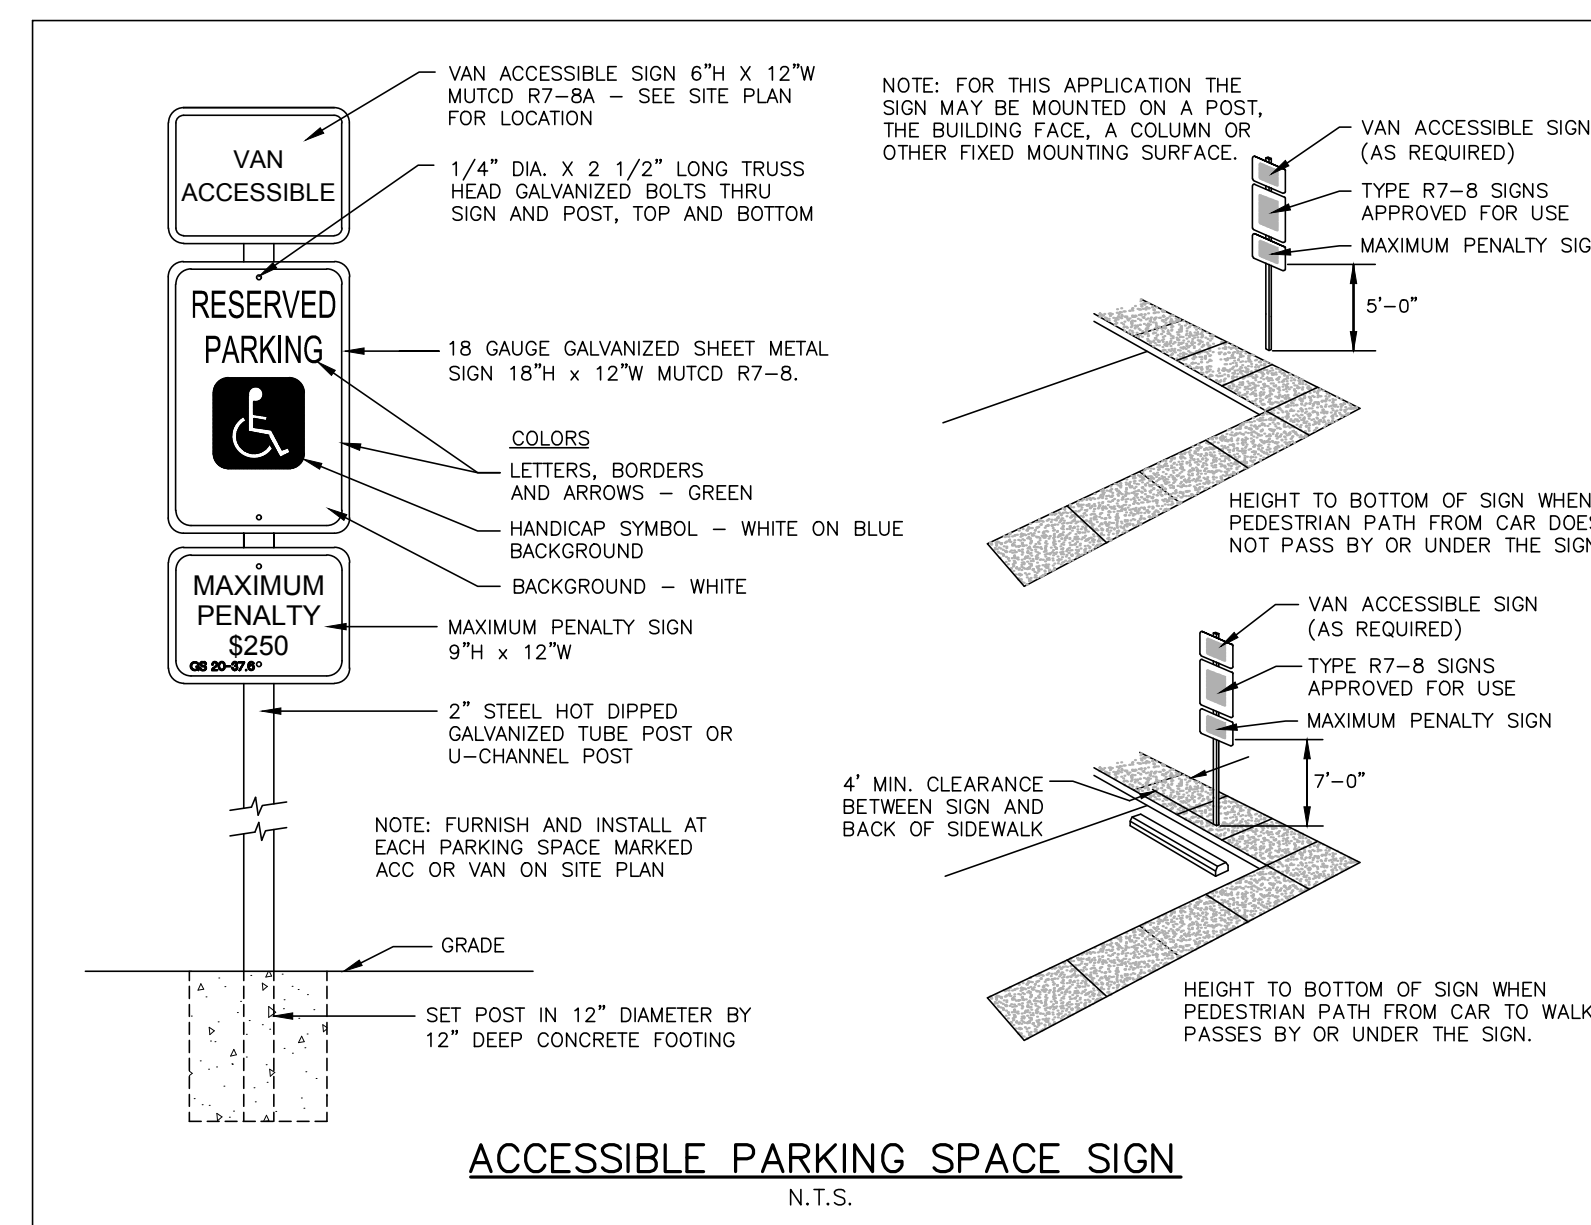 VAN ACCESSIBLE SIGN 6"H X 12"W
MUTCD R7-8A – SEE SITE PLAN
FOR LOCATION
1/4" DIA. X 2 1/2" LONG TRUSS
HEAD GALVANIZED BOLTS THRU
SIGN AND POST, TOP AND BOTTOM
VAN
ACCESSIBLE
RESERVED
PARKING
18 GAUGE GALVANIZED SHEET METAL
SIGN 18"H x 12"W MUTCD R7-8.
COLORS
LETTERS, BORDERS
AND ARROWS – GREEN
HANDICAP SYMBOL – WHITE ON BLUE
BACKGROUND
BACKGROUND – WHITE
MAXIMUM
PENALTY
$250
GS 20-37.6°
MAXIMUM PENALTY SIGN
9"H x 12"W
2" STEEL HOT DIPPED
GALVANIZED TUBE POST OR
U-CHANNEL POST
NOTE: FURNISH AND INSTALL AT
EACH PARKING SPACE MARKED
ACC OR VAN ON SITE PLAN
GRADE
SET POST IN 12" DIAMETER BY
12" DEEP CONCRETE FOOTING
NOTE: FOR THIS APPLICATION THE
SIGN MAY BE MOUNTED ON A POST,
THE BUILDING FACE, A COLUMN OR
OTHER FIXED MOUNTING SURFACE.
VAN ACCESSIBLE SIGN
(AS REQUIRED)
TYPE R7-8 SIGNS
APPROVED FOR USE
MAXIMUM PENALTY SIG
5'-0"
HEIGHT TO BOTTOM OF SIGN WHEN
PEDESTRIAN PATH FROM CAR DOES
NOT PASS BY OR UNDER THE SIGN
VAN ACCESSIBLE SIGN
(AS REQUIRED)
TYPE R7-8 SIGNS
APPROVED FOR USE
MAXIMUM PENALTY SIGN
7'-0"
4' MIN. CLEARANCE
BETWEEN SIGN AND
BACK OF SIDEWALK
HEIGHT TO BOTTOM OF SIGN WHEN
PEDESTRIAN PATH FROM CAR TO WALK
PASSES BY OR UNDER THE SIGN.
ACCESSIBLE PARKING SPACE SIGN
N.T.S.